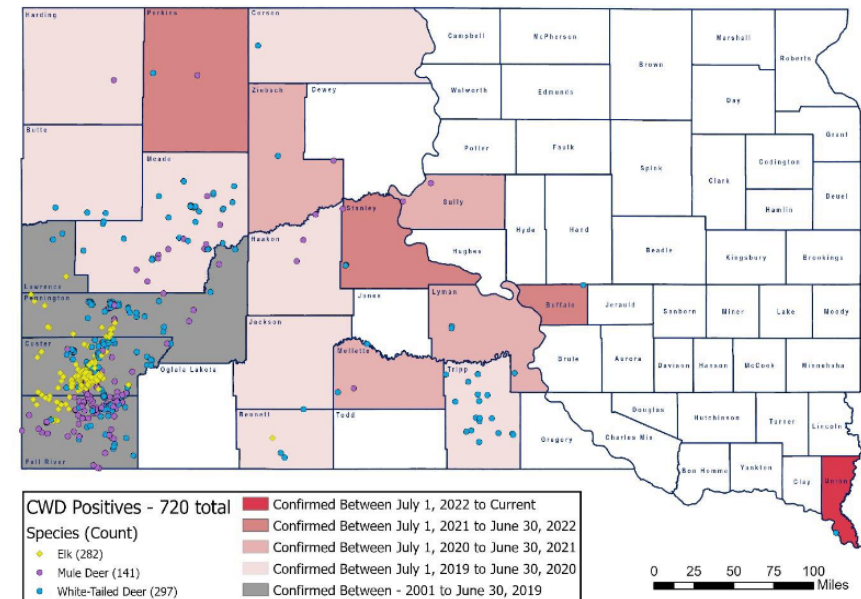 Harding
Perkins
Corson
Campbell
McPherson
Brown
Marshall
Roberts
Ziebach
Dewey
Walworth
Edmunds
Day
Butte
Meade
Potter
Faulk
Spink
Clark
Codington
Grant
Deuel
Hamlin
Stanley
Sully
Hyde
Hand
Haakon
Hughes
Beadle
Kingsbury
Brookings
Lawrence
Pennington
Jones
Lyman
Buffalo
Jerauld
Sanborn
Miner
Lake
Moody
Jackson
Custer
Oglala Lakota
Mellette
Tripp
Brule
Aurora
Davison
Hanson
McCook
Minnehaha
Bennett
Todd
Gregory
Douglas
Charles Mix
Hutchinson
Turner
Lincoln
Fall River
Bon Homme
Yankton
Clay
Union
CWD Positives - 720 total
Species (Count)
Elk (282)
Mule Deer (141)
White-Tailed Deer (297)
Confirmed Between July 1, 2022 to Current
Confirmed Between July 1, 2021 to June 30, 2022
Confirmed Between July 1, 2020 to June 30, 2021
Confirmed Between July 1, 2019 to June 30, 2020
Confirmed Between - 2001 to June 30, 2019
0 25 50 75 100
Miles